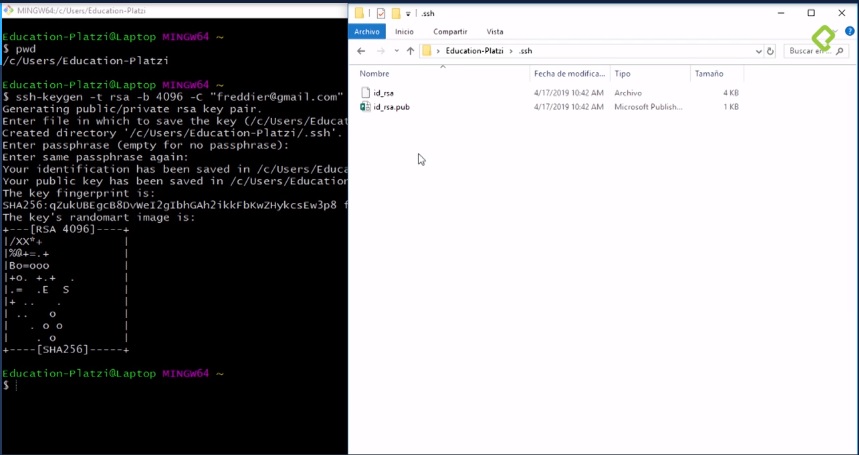 MINGW64:/c/Users/Education-Platzi
Education-Platzi@Laptop MINGW64 ~
$ pwd
/c/Users/Education-Platzi
Education-Platzi@Laptop MINGW64 ~
$ ssh-keygen -t rsa -b 4096 -C "freddier@gmail.com"
Generating public/private rsa key pair.
Enter file in which to save the key (/c/Users/Educat
Created directory '/c/Users/Education-Platzi/.ssh'.
Enter passphrase (empty for no passphrase):
Enter same passphrase again:
Your identification has been saved in /c/Users/Educa
Your public key has been saved in /c/Users/Education
The key fingerprint is:
SHA256:qZukUBEgcB8DvWeI2gIbhGAh2ikkFbKwZHykcsEw3p8 f
The key's randomart image is:
+---[RSA 4096]----+
|/XX*+            |
|%@+=.+           |
|Bo=ooo           |
|+o. +.+  .       |
|.=  .E  S        |
|+ ..    .        |
| ..    o         |
|   . o o         |
|    . o          |
+----[SHA256]-----+
Education-Platzi@Laptop MINGW64 ~
$
.ssh
Archivo Inicio Compartir Vista
Education-Platzi > .ssh
Buscar en...
Nombre Fecha de modifica... Tipo Tamaño
id_rsa 4/17/2019 10:42 AM Archivo 4 KB
id_rsa.pub 4/17/2019 10:42 AM Microsoft Publish... 1 KB